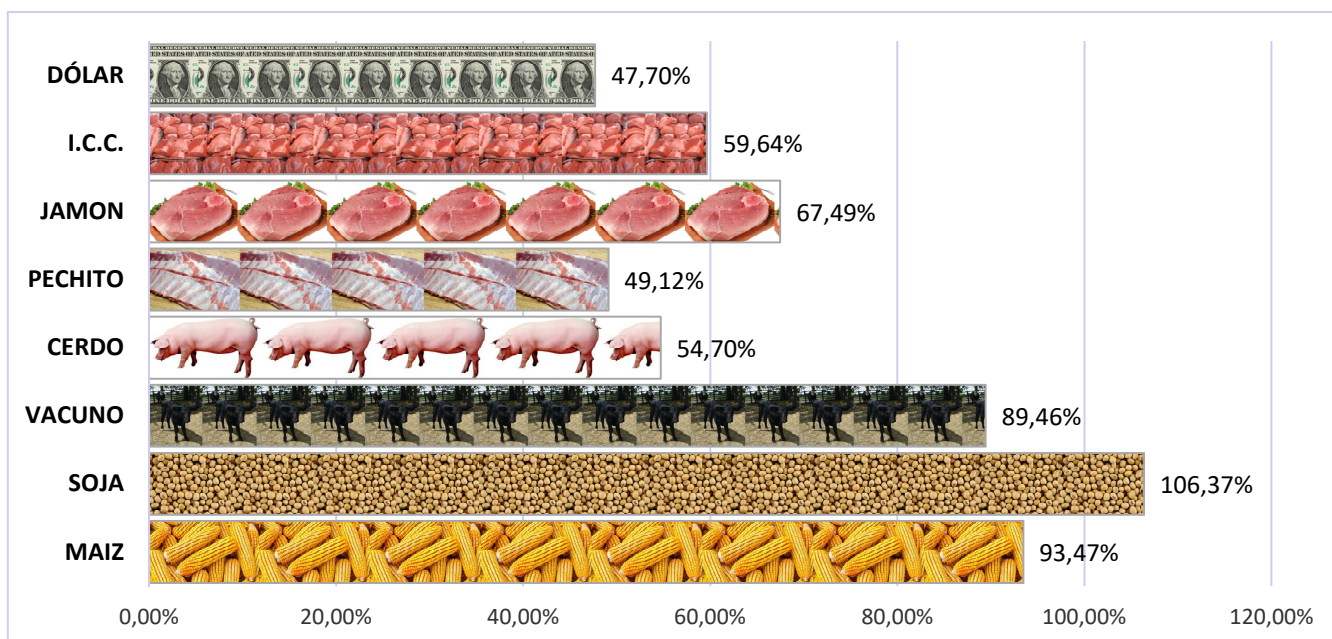 DÓLAR 47,70%
I.C.C. 59,64%
JAMON 67,49%
PECHITO 49,12%
CERDO 54,70%
VACUNO 89,46%
SOJA 106,37%
MAIZ 93,47%
0,00% 20,00% 40,00% 60,00% 80,00% 100,00% 120,00%